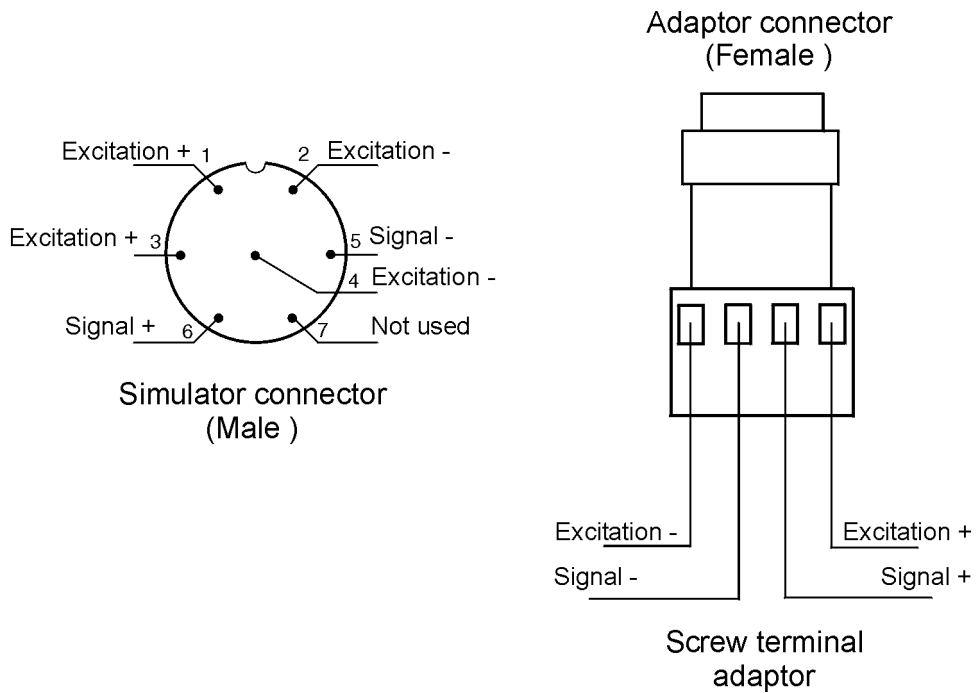 Adaptor connector
(Female )
Excitation + 1
2 Excitation -
Excitation + 3
5 Signal -
4 Excitation -
Signal + 6
7 Not used
Simulator connector
(Male )
Excitation -
Excitation +
Signal -
Signal +
Screw terminal
adaptor